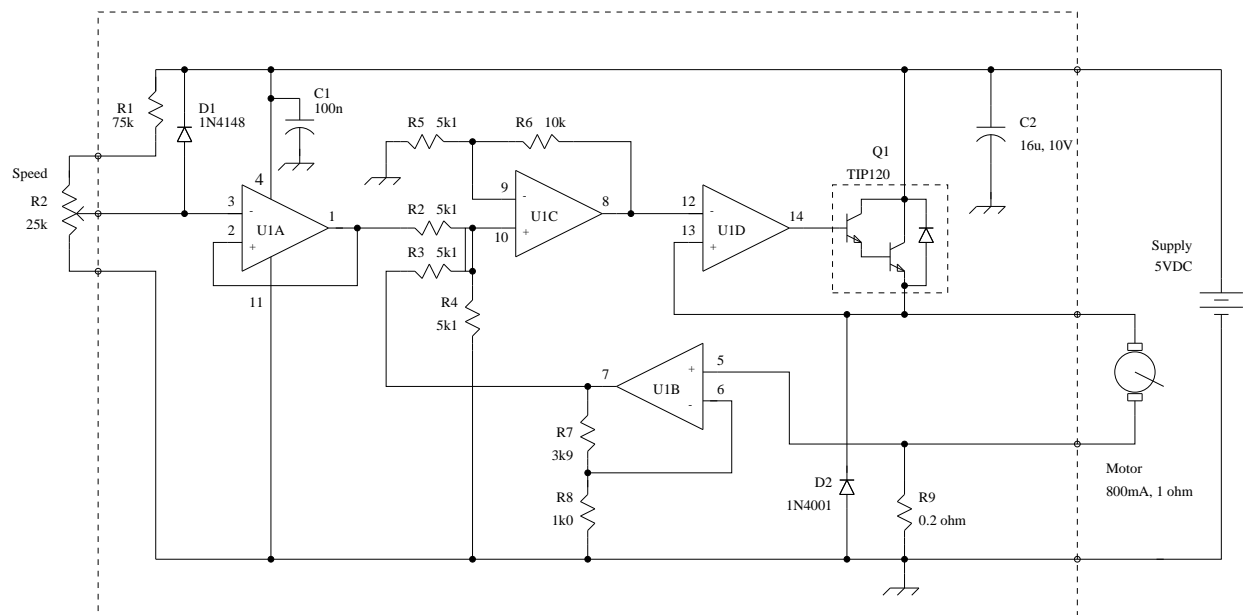 R1
75k
D1
1N4148
C1
100n
Speed
R2
25k
4
3
2
-
+
U1A
1
11
R5 5k1
R6 10k
R2 5k1
R3 5k1
R4
5k1
9
10
-
+
U1C
8
12
13
-
+
U1D
14
Q1
TIP120
C2
16u, 10V
Supply
5VDC
7
U1B
+
-
5
6
R7
3k9
R8
1k0
D2
1N4001
R9
0.2 ohm
Motor
800mA, 1 ohm